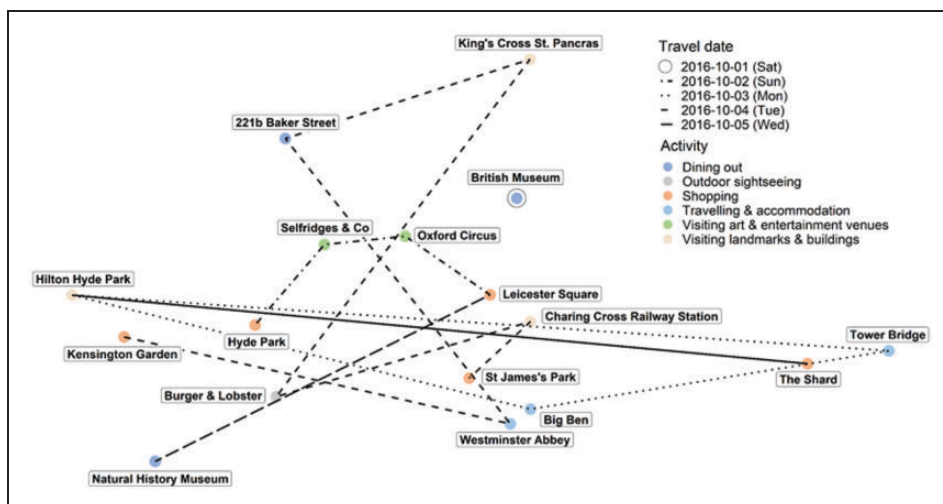 King's Cross St. Pancras
Travel date
2016-10-01 (Sat)
2016-10-02 (Sun)
2016-10-03 (Mon)
2016-10-04 (Tue)
2016-10-05 (Wed)
221b Baker Street
Activity
Dining out
British Museum
Outdoor sightseeing
Shopping
Travelling & accommodation
Selfridges & Co
Visiting art & entertainment venues
Oxford Circus
Visiting landmarks & buildings
Hilton Hyde Park
Leicester Square
Charing Cross Railway Station
Hyde Park
Tower Bridge
Kensington Garden
St James's Park
The Shard
Burger & Lobster
Big Ben
Westminster Abbey
Natural History Museum